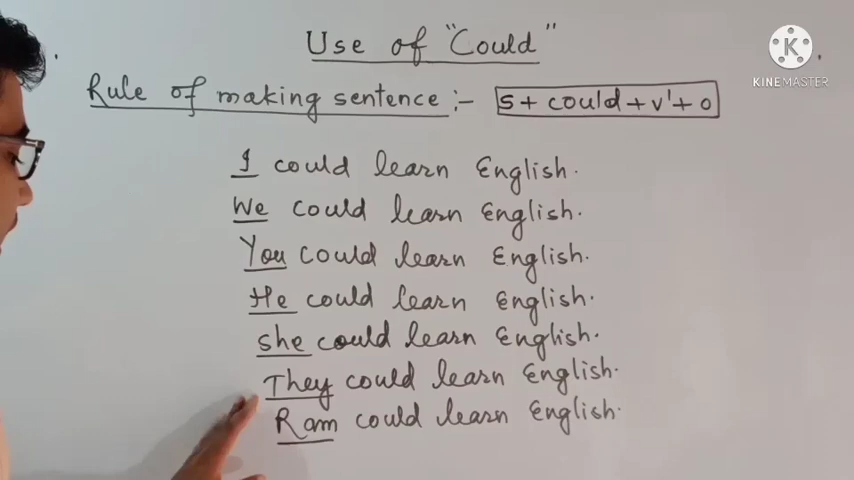 Use of "Could"
K
KINEMASTER
Rule of making sentence :- S + could + v' + o
I could learn English.
We could learn English.
You could learn English.
He could learn English.
she could learn English.
They could learn English.
Ram could learn English.